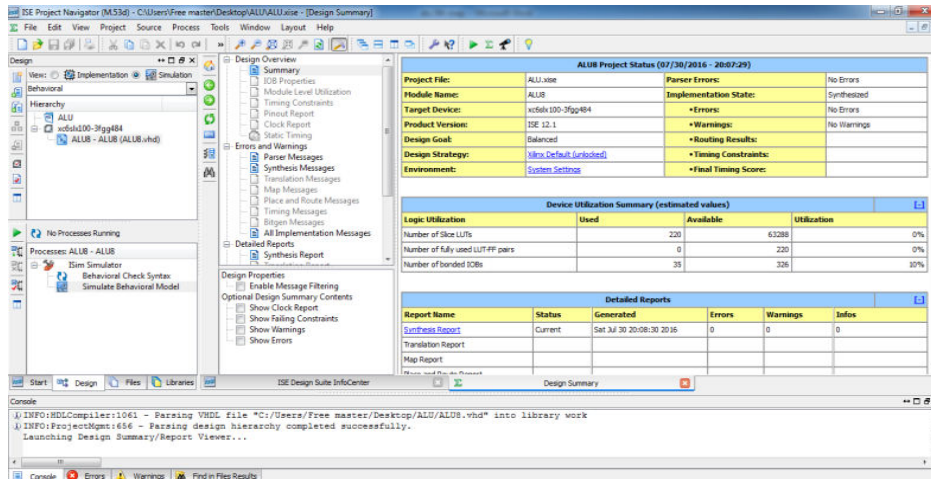 ISE Project Navigator (M.53d) - C:\Users\Free master\Desktop\ALU\ALU.xise - [Design Summary]
File Edit View Project Source Process Tools Window Layout Help
Design
View: Implementation Simulation
Behavioral
Hierarchy
ALU
xc6slx100-3fgg484
ALU8 - ALU8 (ALU8.vhd)
No Processes Running
Processes: ALU8 - ALU8
ISim Simulator
Behavioral Check Syntax
Simulate Behavioral Model
Start Design Files Libraries
Design Overview
Summary
IOB Properties
Module Level Utilization
Timing Constraints
Pinout Report
Clock Report
Static Timing
Errors and Warnings
Parser Messages
Synthesis Messages
Translation Messages
Map Messages
Place and Route Messages
Timing Messages
Bitgen Messages
All Implementation Messages
Detailed Reports
Synthesis Report
Design Properties
Enable Message Filtering
Optional Design Summary Contents
Show Clock Report
Show Failing Constraints
Show Warnings
Show Errors
ALU8 Project Status (07/30/2016 - 20:07:29)
Project File: ALU.xise Parser Errors: No Errors
Module Name: ALU8 Implementation State: Synthesized
Target Device: xc6slx100-3fgg484 •Errors: No Errors
Product Version: ISE 12.1 •Warnings: No Warnings
Design Goal: Balanced •Routing Results:
Design Strategy: Xilinx Default (unlocked) •Timing Constraints:
Environment: System Settings •Final Timing Score:
Device Utilization Summary (estimated values) [-]
Logic Utilization Used Available Utilization
Number of Slice LUTs 220 63288 0%
Number of fully used LUT-FF pairs 0 220 0%
Number of bonded IOBs 35 326 10%
Detailed Reports [-]
Report Name Status Generated Errors Warnings Infos
Synthesis Report Current Sat Jul 30 20:08:30 2016 0 0 0
Translation Report
Map Report
Place and Route Report
ISE Design Suite InfoCenter Design Summary
Console
INFO:HDLCompiler:1061 - Parsing VHDL file "C:/Users/Free master/Desktop/ALU/ALU8.vhd" into library work
INFO:ProjectMgmt:656 - Parsing design hierarchy completed successfully.
Launching Design Summary/Report Viewer...
Console Errors Warnings Find in Files Results